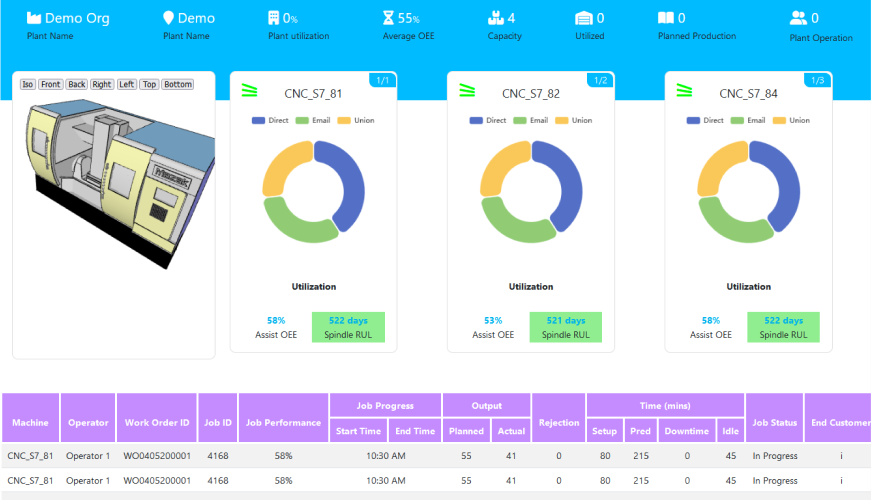 Demo Org
Plant Name
Demo
Plant Name
0%
Plant utilization
55%
Average OEE
4
Capacity
0
Utilized
0
Planned Production
0
Plant Operation
Iso Front Back Right Left Top Bottom
Mazak
1/1
CNC_S7_81
Direct Email Union
Utilization
58%
Assist OEE
522 days
Spindle RUL
1/2
CNC_S7_82
Direct Email Union
Utilization
53%
Assist OEE
521 days
Spindle RUL
1/3
CNC_S7_84
Direct Email Union
Utilization
58%
Assist OEE
522 days
Spindle RUL
Job Progress Output Time (mins)
Machine Operator Work Order ID Job ID Job Performance Start Time End Time Planned Actual Rejection Setup Pred Downtime Idle Job Status End Customer
CNC_S7_81 Operator 1 WO0405200001 4168 58% 10:30 AM 55 41 0 80 215 0 45 In Progress i
CNC_S7_81 Operator 1 WO0405200001 4168 58% 10:30 AM 55 41 0 80 215 0 45 In Progress i